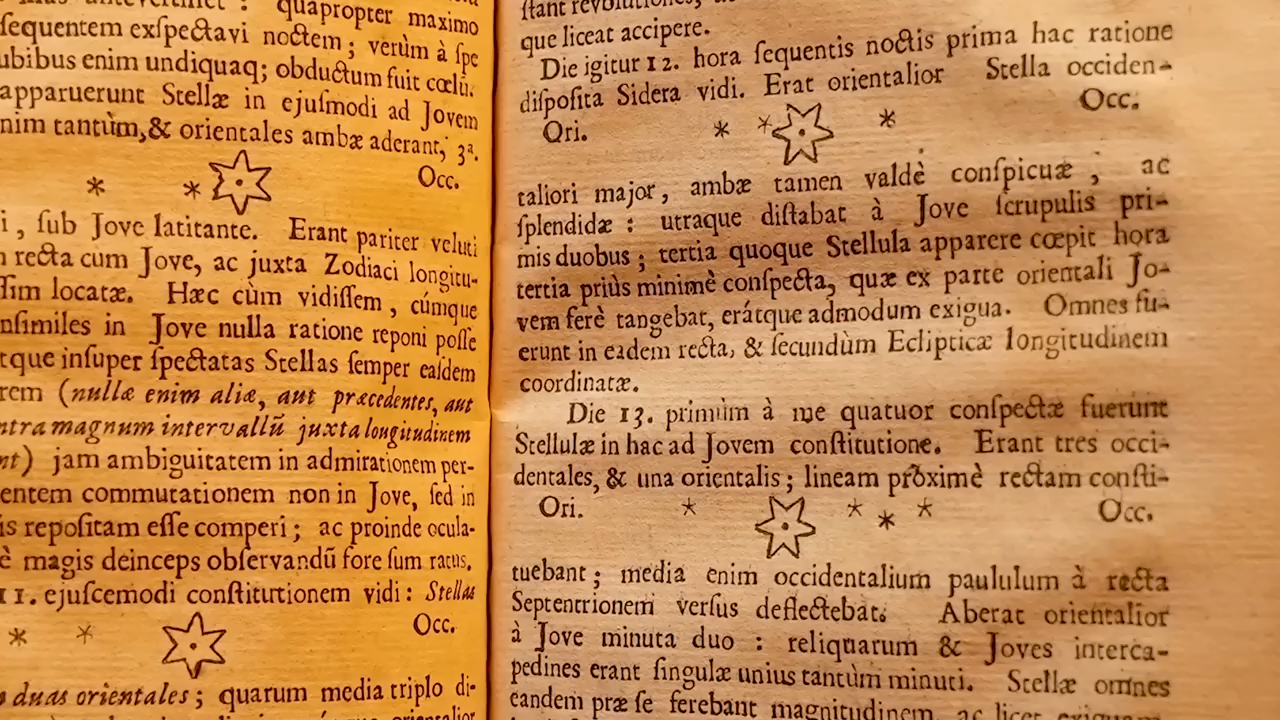 quapropter maximo
sequentem exſpectavi noctem; verùm à ſpe
ubibus enim undiquaq; obductum fuit cœlū.
apparuerunt Stellæ in ejuſmodi ad Jovem
nim tantùm, & orientales ambæ aderant, 3ª.
Occ.
i, ſub Jove latitante. Erant pariter veluti
recta cum Jove, ac juxta Zodiaci longitu-
ſſim locatæ. Hæc cùm vidiſſem, cúmque
nſimiles in Jove nulla ratione reponi poſſe
tque inſuper ſpectatas Stellas ſemper eaſdem
rem (nullæ enim aliæ, aut præcedentes, aut
ntra magnum intervallū juxta longitudinem
nt) jam ambiguitatem in admirationem per-
entem commutationem non in Jove, ſed in
is repoſitam eſſe comperi; ac proinde ocula-
è magis deinceps obſervandū fore ſum ratus.
11. ejuſcemodi conſtitutionem vidi: Stellas
Occ.
duas orientales; quarum media triplo di-
orientalior
ſtant revolutiones,
que liceat accipere.
Die igitur 12. hora ſequentis noctis prima hac ratione
diſpoſita Sidera vidi. Erat orientalior Stella occiden-
Ori. Occ.
taliori major, ambæ tamen valdè conſpicuæ, ac
ſplendidæ: utraque diſtabat à Jove ſcrupulis pri-
mis duobus; tertia quoque Stellula apparere cœpit hora
tertia priùs minimè conſpecta, quæ ex parte orientali Jo-
vem ferè tangebat, erátque admodum exigua. Omnes fu-
erunt in eadem recta, & ſecundùm Eclipticæ longitudinem
coordinatæ.
Die 13. primùm à me quatuor conſpectæ fuerunt
Stellulæ in hac ad Jovem conſtitutione. Erant tres occi-
dentales, & una orientalis; lineam próximè rectam conſti-
Ori. Occ.
tuebant; media enim occidentalium paululum à recta
Septentrionem verſus deflectebat. Aberat orientalior
à Jove minuta duo: reliquarum & Joves interca-
pedines erant ſingulæ unius tantùm minuti. Stellæ omnes
eandem præ ſe ferebant magnitudinem, ac licet exiguam